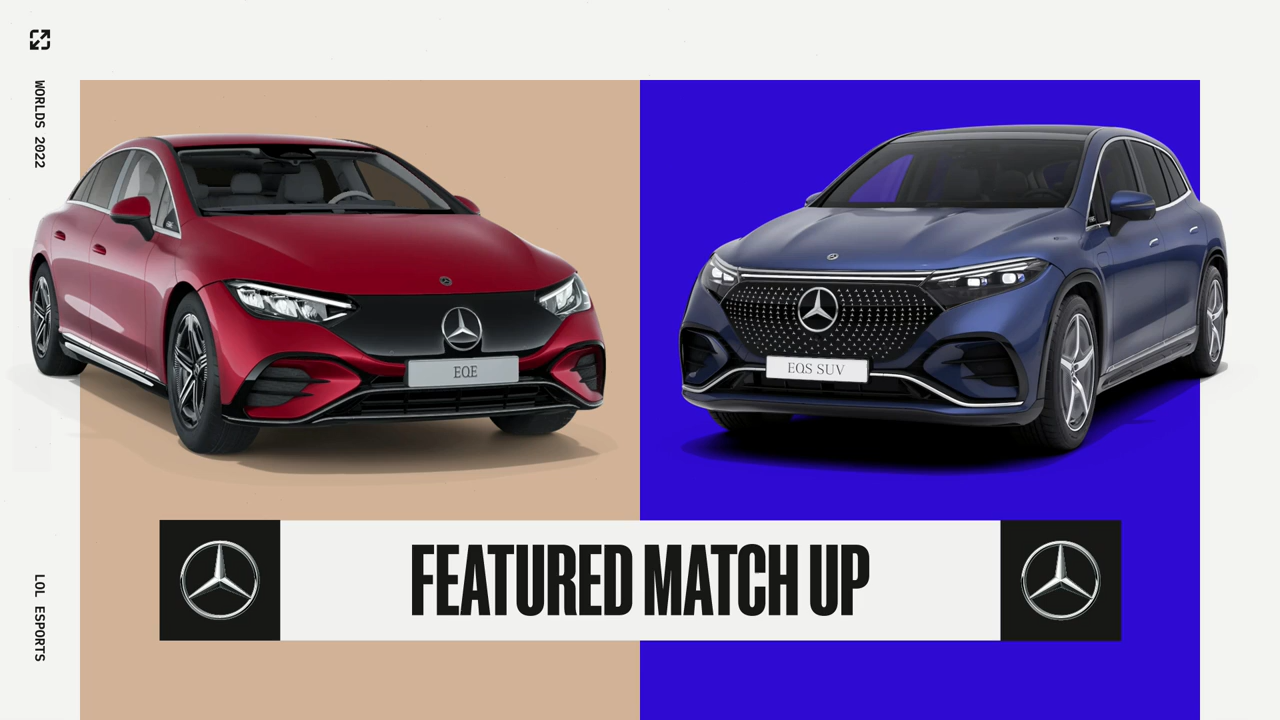 WORLDS 2022
EQE
EQS SUV
FEATURED MATCH UP
LOL ESPORTS